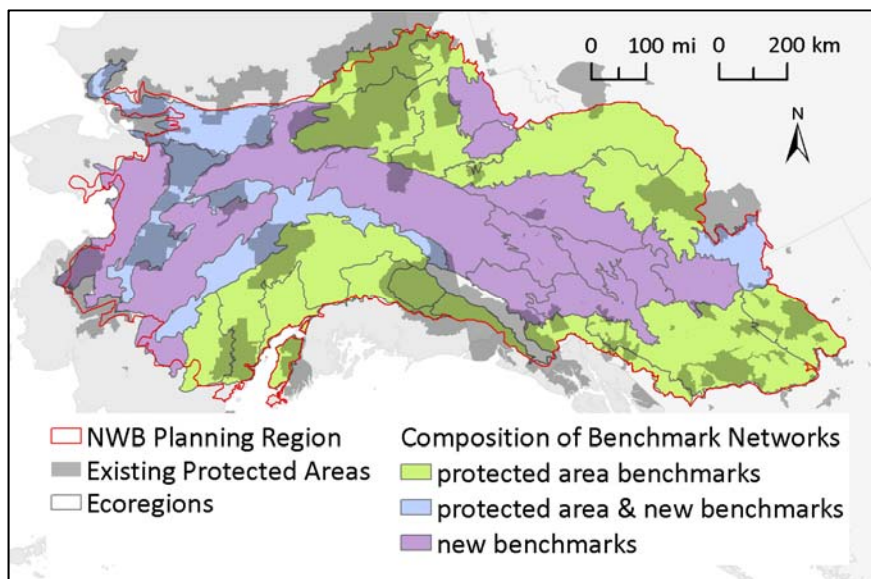 0 100 mi 0 200 km
N
NWB Planning Region
Existing Protected Areas
Ecoregions
Composition of Benchmark Networks
protected area benchmarks
protected area & new benchmarks
new benchmarks